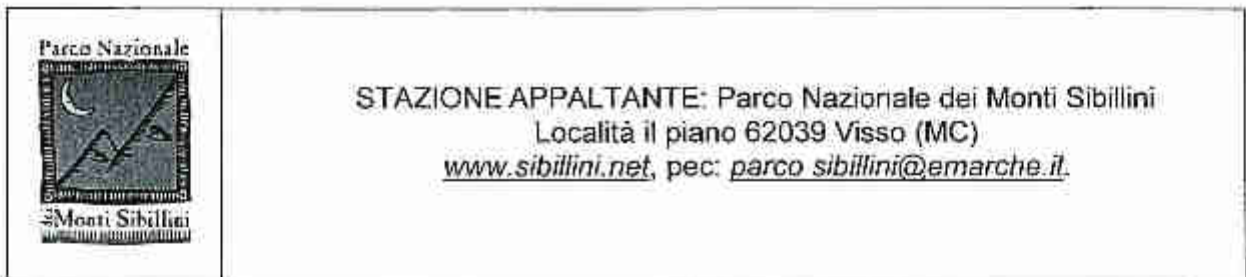 Parco Nazionale
Monti Sibillini
STAZIONE APPALTANTE: Parco Nazionale dei Monti Sibillini
Località il piano 62039 Visso (MC)
www.sibillini.net, pec: parco sibillini@emarche.it.